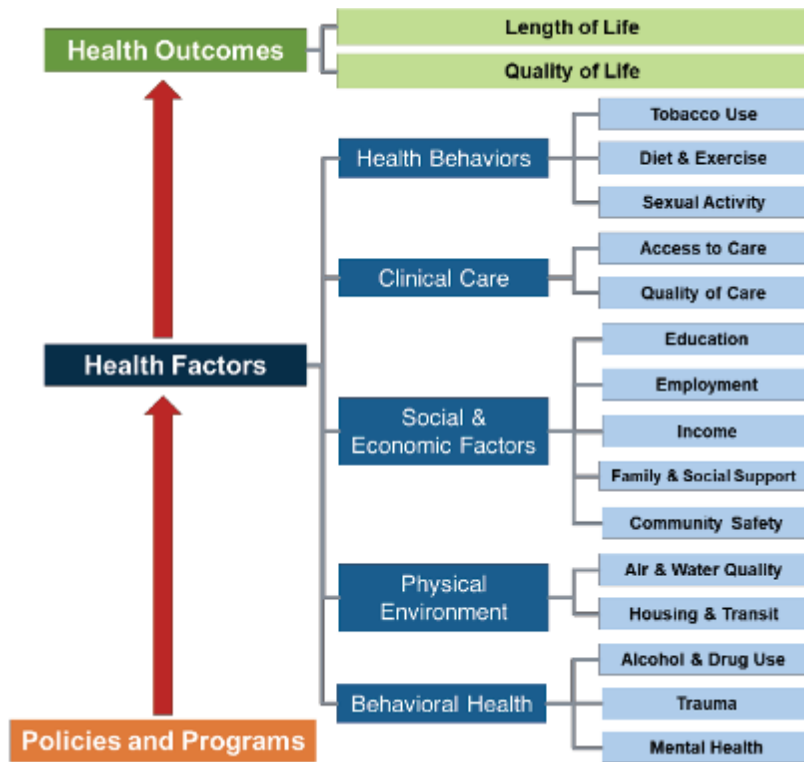 Health Outcomes
Length of Life
Quality of Life
Health Factors
Health Behaviors
Tobacco Use
Diet & Exercise
Sexual Activity
Clinical Care
Access to Care
Quality of Care
Social &
Economic Factors
Education
Employment
Income
Family & Social Support
Community Safety
Physical
Environment
Air & Water Quality
Housing & Transit
Behavioral Health
Alcohol & Drug Use
Trauma
Mental Health
Policies and Programs